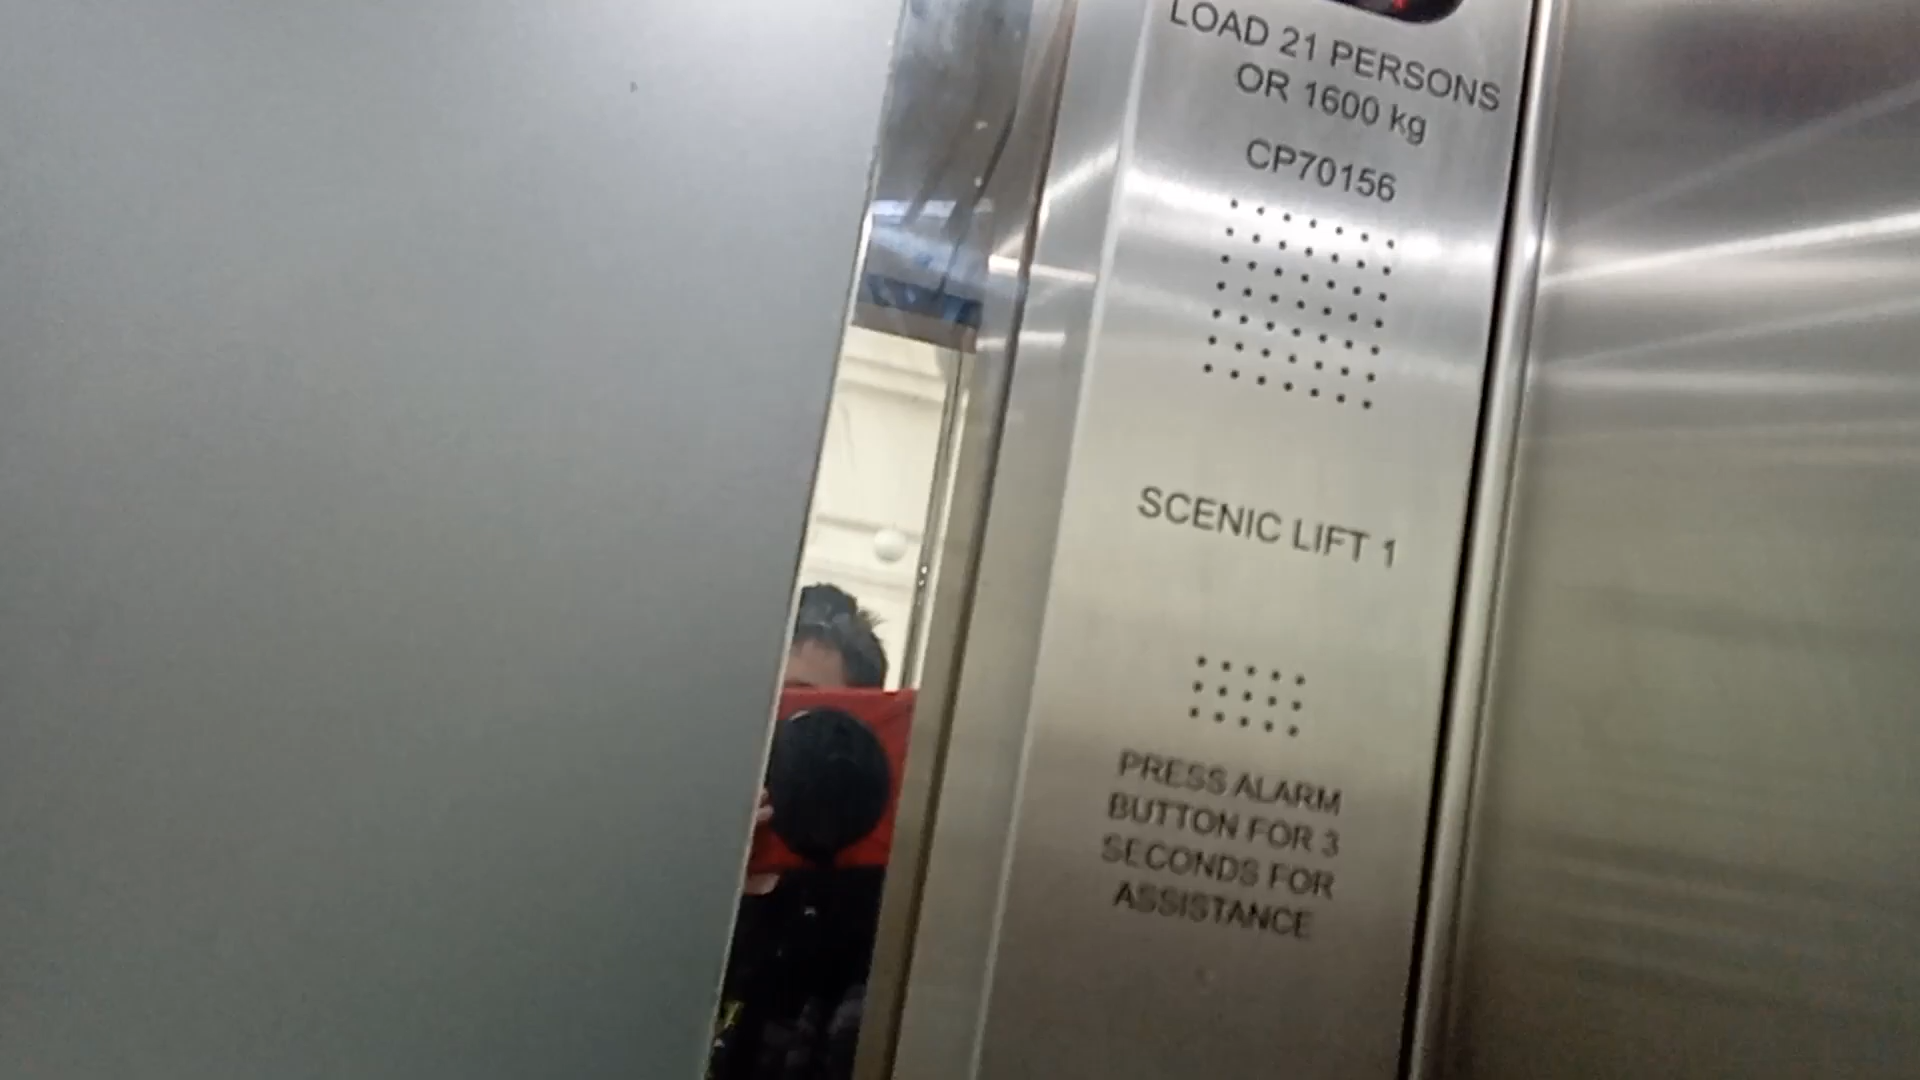 LOAD 21 PERSONS
OR 1600 kg
CP70156
SCENIC LIFT 1
PRESS ALARM
BUTTON FOR 3
SECONDS FOR
ASSISTANCE